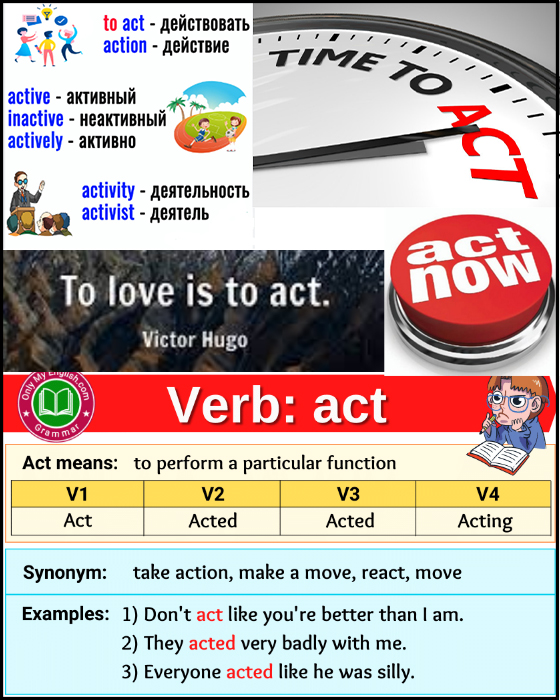 to act - действовать
action - действие
active - активный
inactive - неактивный
actively - активно
activity - деятельность
activist - деятель
TIME TO
ACT
act
now
To love is to act.
Victor Hugo
Only My English.com
Grammar
Verb: act
Act means: to perform a particular function
V1 V2 V3 V4
Act Acted Acted Acting
Synonym: take action, make a move, react, move
Examples: 1) Don't act like you're better than I am.
2) They acted very badly with me.
3) Everyone acted like he was silly.